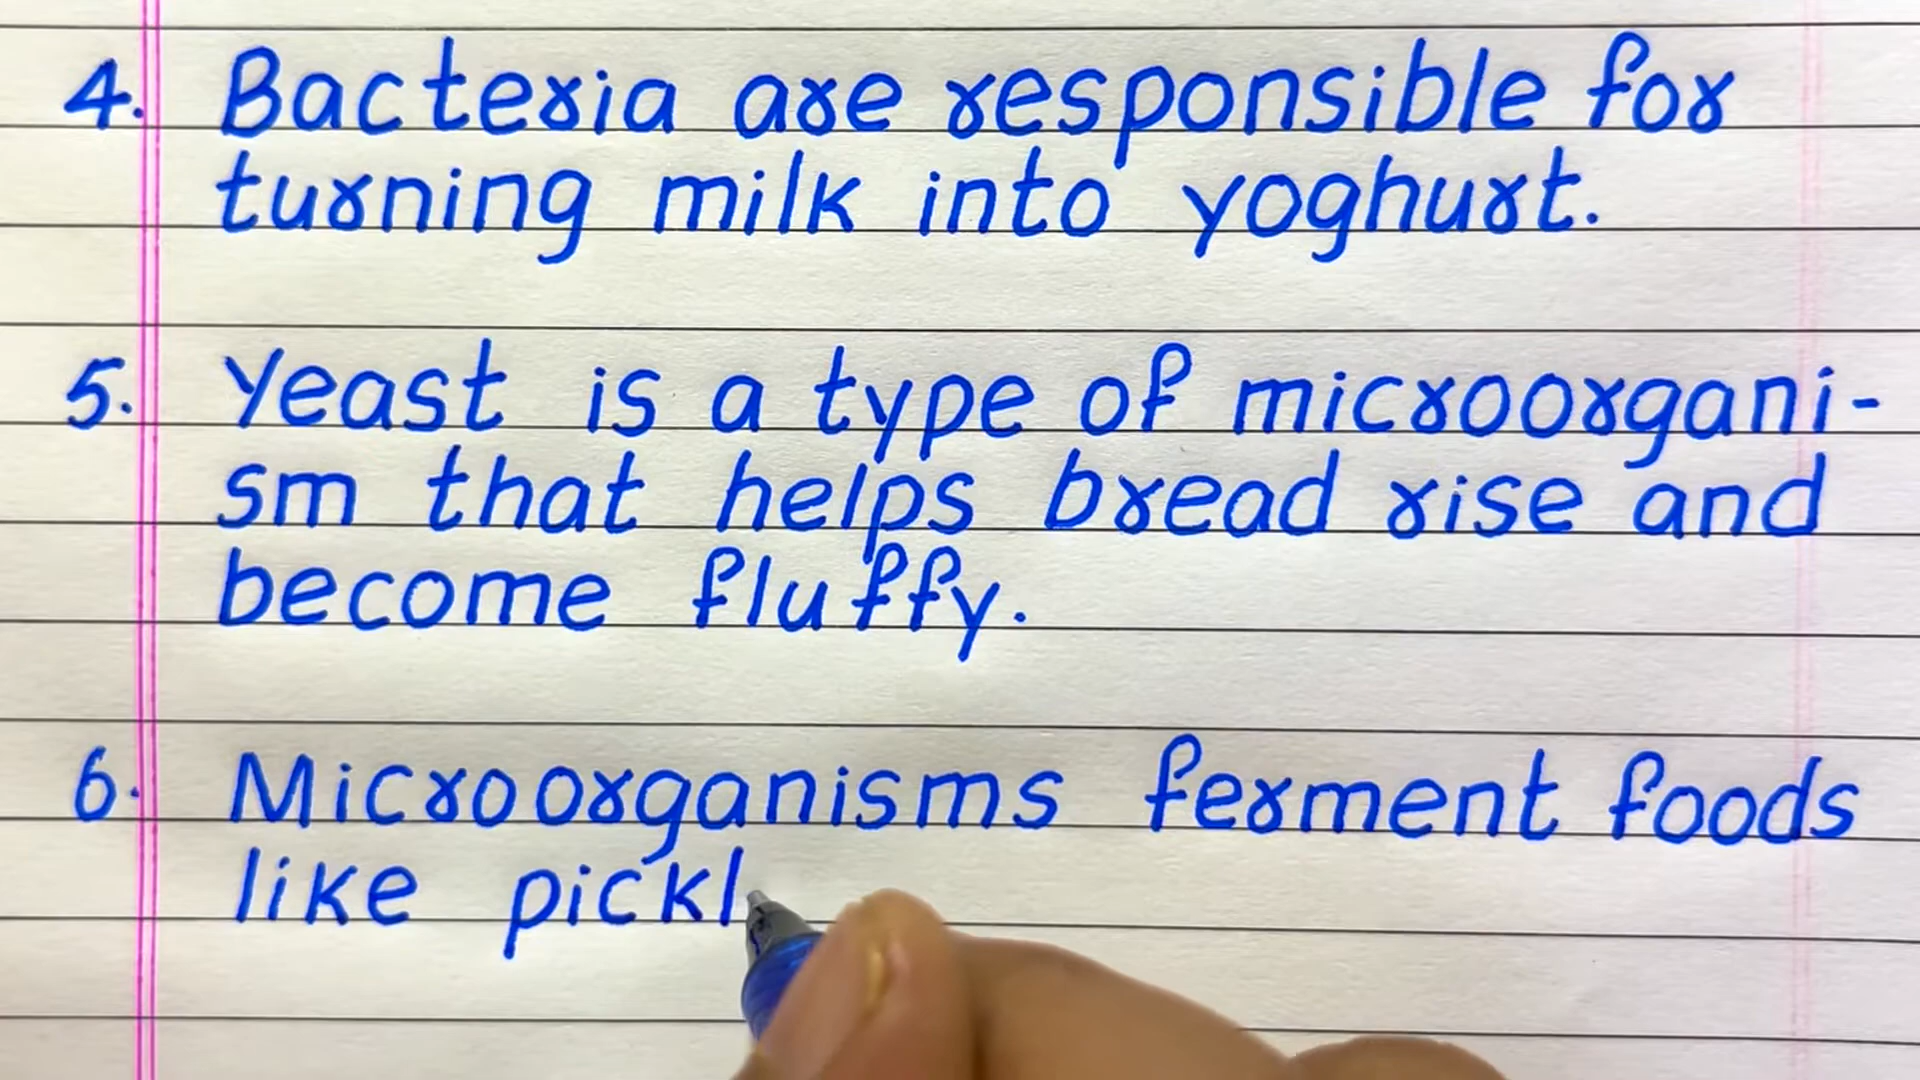 4. Bacteria are responsible for
turning milk into yoghurt.
5. Yeast is a type of microorgani-
sm that helps bread rise and
become fluffy.
6. Microorganisms ferment foods
like pickl